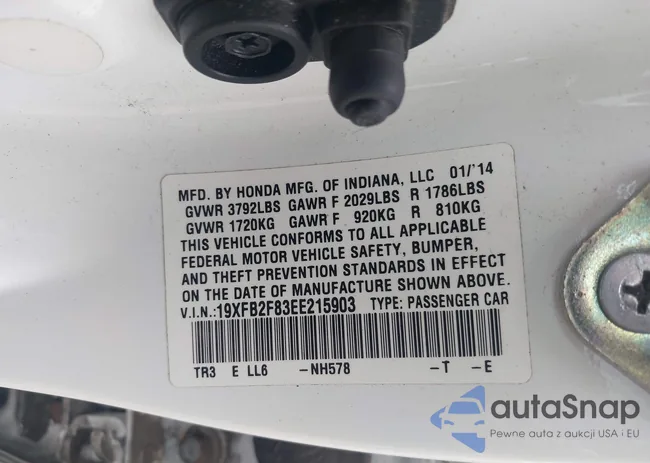 MFD. BY HONDA MFG. OF INDIANA, LLC 01/'14
GVWR 3792LBS GAWR F 2029LBS R 1786LBS
GVWR 1720KG GAWR F 920KG R 810KG
THIS VEHICLE CONFORMS TO ALL APPLICABLE
FEDERAL MOTOR VEHICLE SAFETY, BUMPER,
AND THEFT PREVENTION STANDARDS IN EFFECT
ON THE DATE OF MANUFACTURE SHOWN ABOVE.
V.I.N.:19XFB2F83EE215903 TYPE: PASSENGER CAR
TR3 E LL6 -NH578 -T -E
autaSnap
Pewne auta z aukcji USA i EU